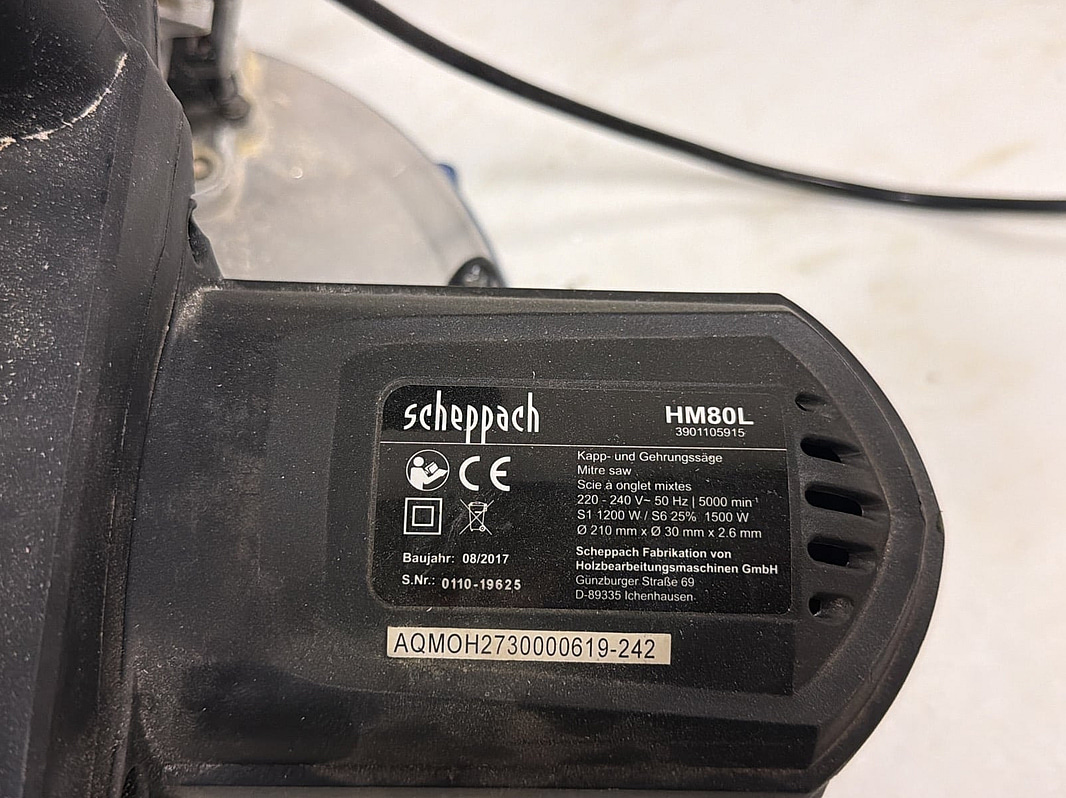 scheppach
HM80L
3901105915
CE
Kapp- und Gehrungssäge
Mitre saw
Scie à onglet mixtes
220 - 240 V~ 50 Hz | 5000 min⁻¹
S1 1200 W / S6 25% 1500 W
Ø 210 mm x Ø 30 mm x 2.6 mm
Baujahr: 08/2017
S.Nr.: 0110-19625
Scheppach Fabrikation von
Holzbearbeitungsmaschinen GmbH
Günzburger Straße 69
D-89335 Ichenhausen
AQMOH2730000619-242